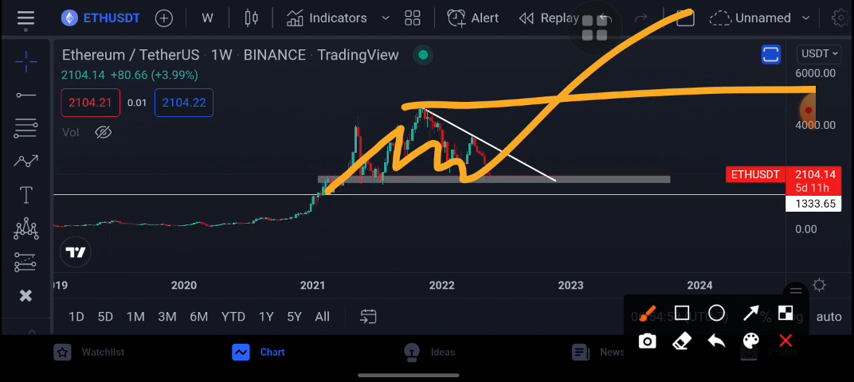 ETHUSDT W Indicators Alert Replay Unnamed
Ethereum / TetherUS · 1W · BINANCE · TradingView
USDT
2104.14 +80.66 (+3.99%)
6000.00
2104.21 0.01 2104.22
Vol
4000.00
ETHUSDT 2104.14
5d 11h
1333.65
0.00
2020 2021 2022 2023 2024
1D 5D 1M 3M 6M YTD 1Y 5Y All
% auto
Watchlist Chart Ideas News